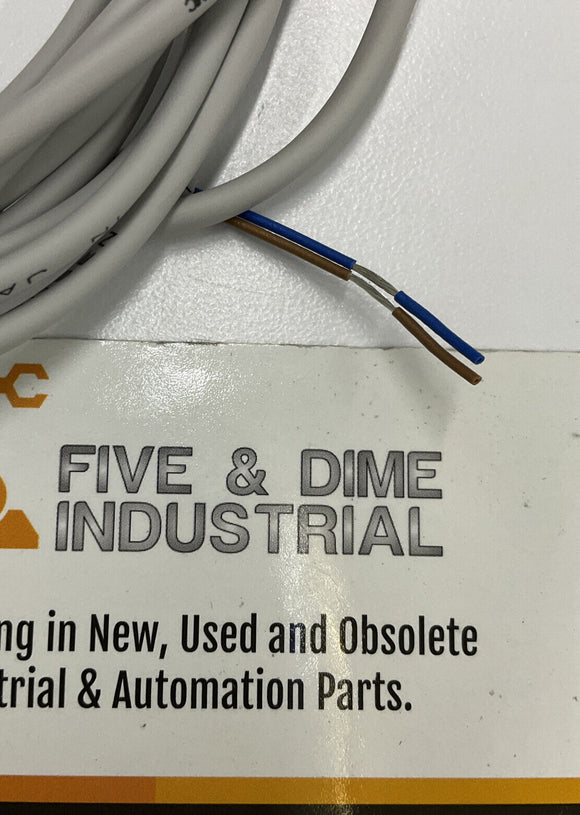 FIVE & DIME
INDUSTRIAL
ng in New, Used and Obsolete
trial & Automation Parts.